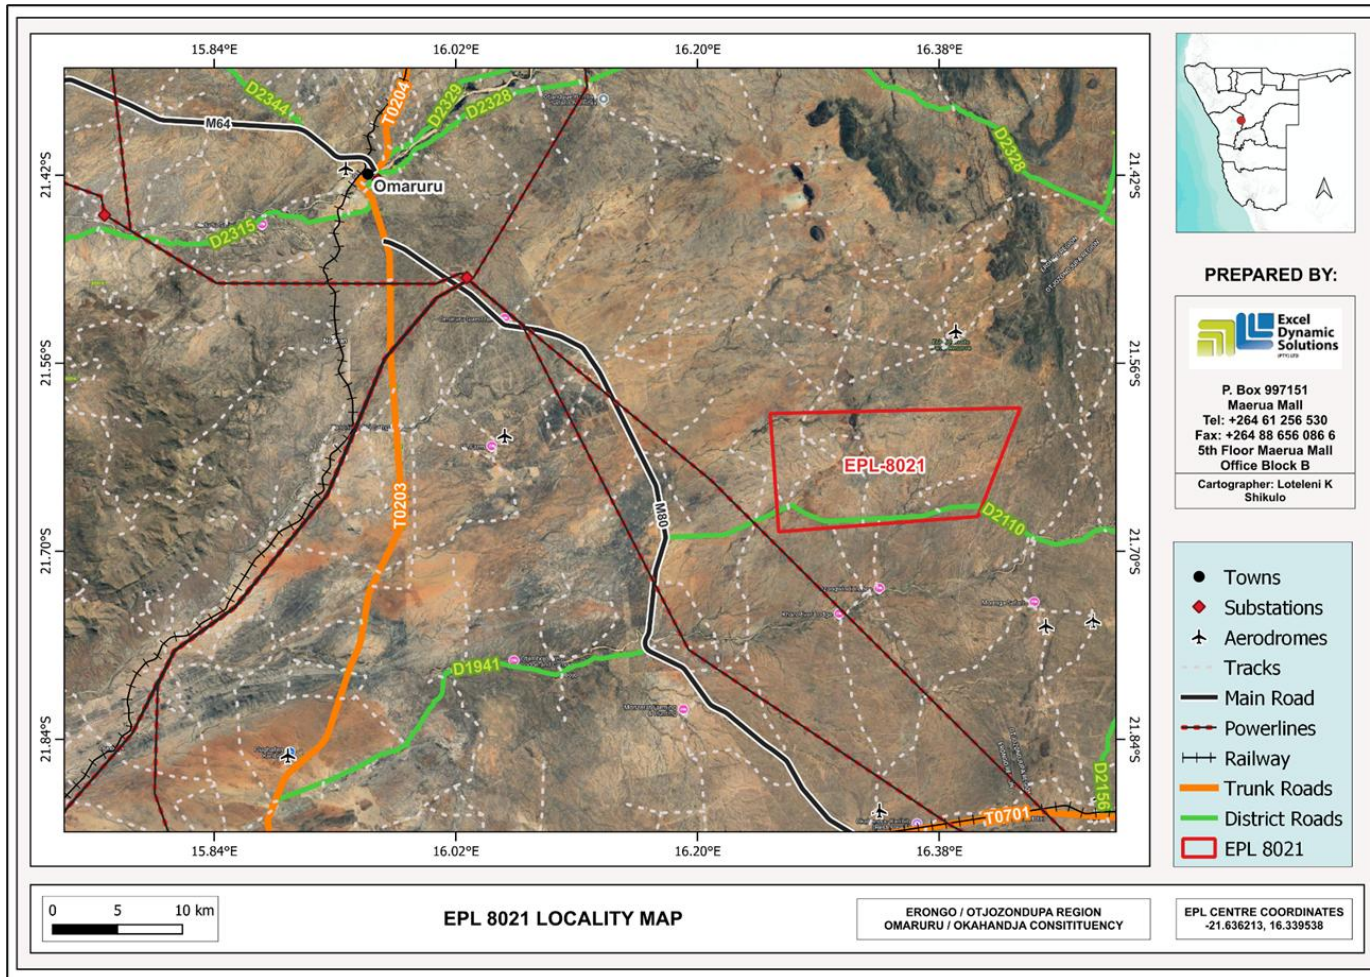 15.84°E
16.02°E
16.20°E
16.38°E
21.42°S
21.56°S
21.70°S
21.84°S
21.42°S
21.56°S
21.70°S
21.84°S
D2344
T0204
D2329
D2328
M64
D2328
Omaruru
D2315
EPL-8021
T0203
M80
D2110
D1941
D2156
T0701
15.84°E
16.02°E
16.20°E
16.38°E
PREPARED BY:
Excel
Dynamic
Solutions
(PTY) LTD
P. Box 997151
Maerua Mall
Tel: +264 61 256 530
Fax: +264 88 656 086 6
5th Floor Maerua Mall
Office Block B
Cartographer: Loteleni K
Shikulo
Towns
Substations
Aerodromes
Tracks
Main Road
Powerlines
Railway
Trunk Roads
District Roads
EPL 8021
0 5 10 km
EPL 8021 LOCALITY MAP
ERONGO / OTJOZONDUPA REGION
OMARURU / OKAHANDJA CONSITITUENCY
EPL CENTRE COORDINATES
-21.636213, 16.339538